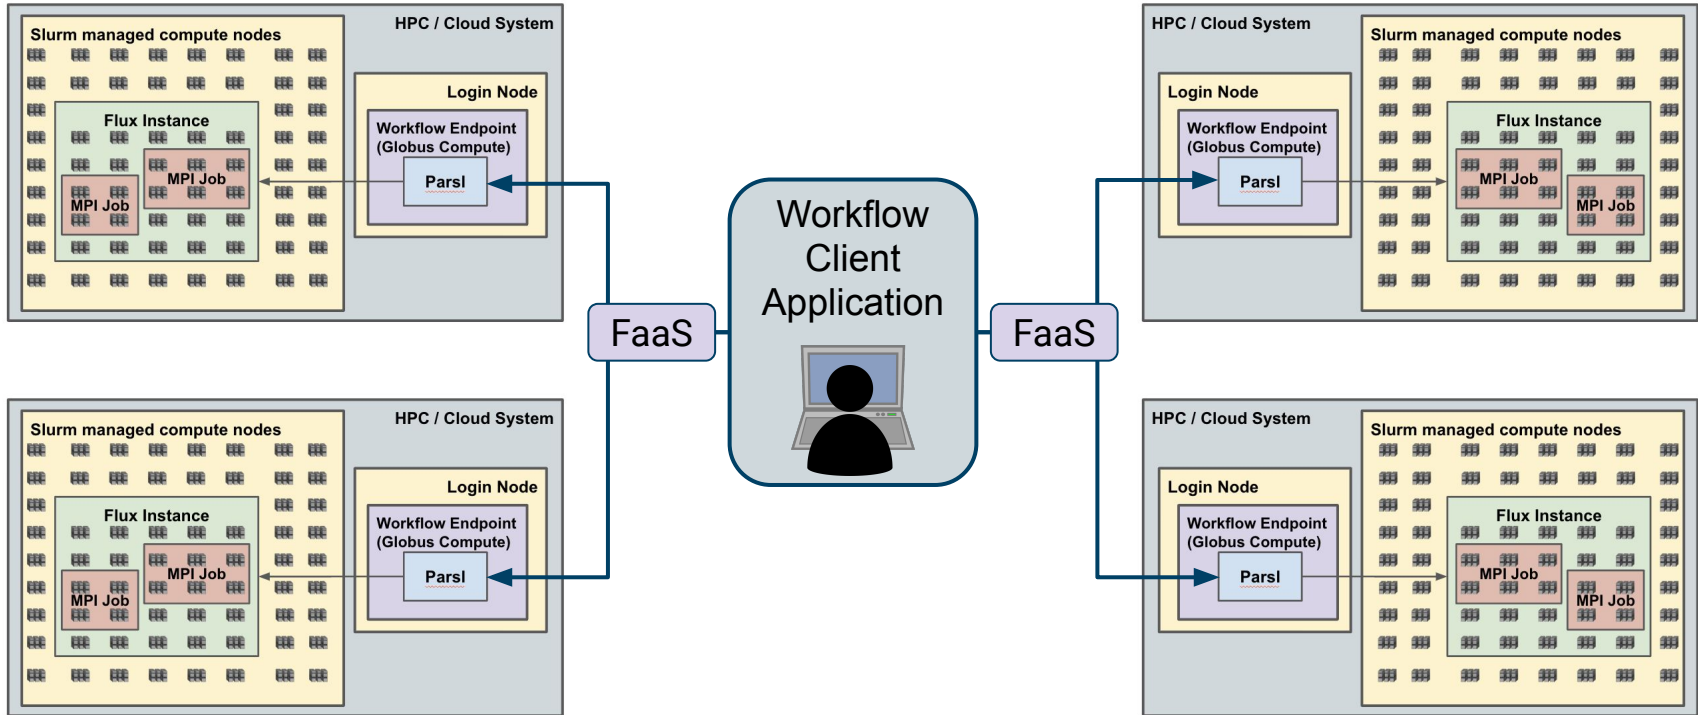 HPC / Cloud System
Slurm managed compute nodes
Login Node
Flux Instance
Workflow Endpoint
(Globus Compute)
Parsl
MPI Job
MPI Job
HPC / Cloud System
Slurm managed compute nodes
Login Node
Flux Instance
Workflow Endpoint
(Globus Compute)
Parsl
MPI Job
MPI Job
Workflow
Client
Application
FaaS
FaaS
HPC / Cloud System
Slurm managed compute nodes
Login Node
Flux Instance
Workflow Endpoint
(Globus Compute)
Parsl
MPI Job
MPI Job
HPC / Cloud System
Slurm managed compute nodes
Login Node
Flux Instance
Workflow Endpoint
(Globus Compute)
Parsl
MPI Job
MPI Job